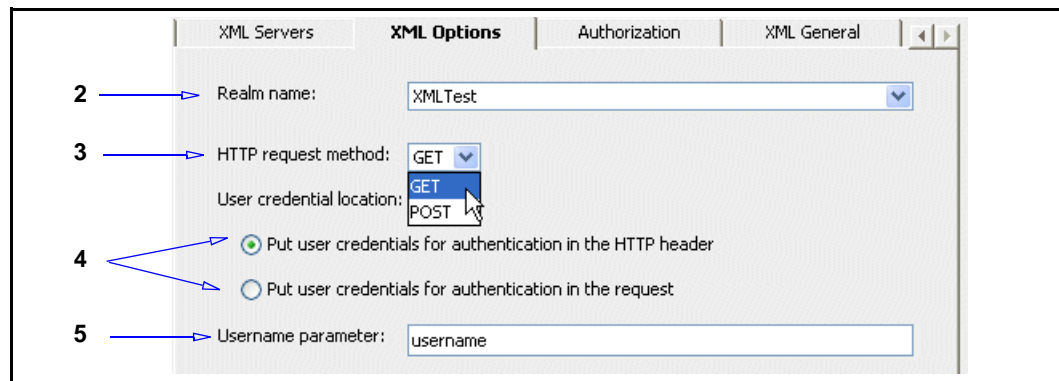 XML Servers XML Options Authorization XML General
2 Realm name: XMLTest
3 HTTP request method: GET
GET
User credential location:
POST
4
Put user credentials for authentication in the HTTP header
Put user credentials for authentication in the request
5 Username parameter: username